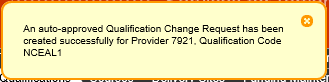 An auto-approved Qualification Change Request has been
created successfully for Provider 7921, Qualification Code
NCEAL1